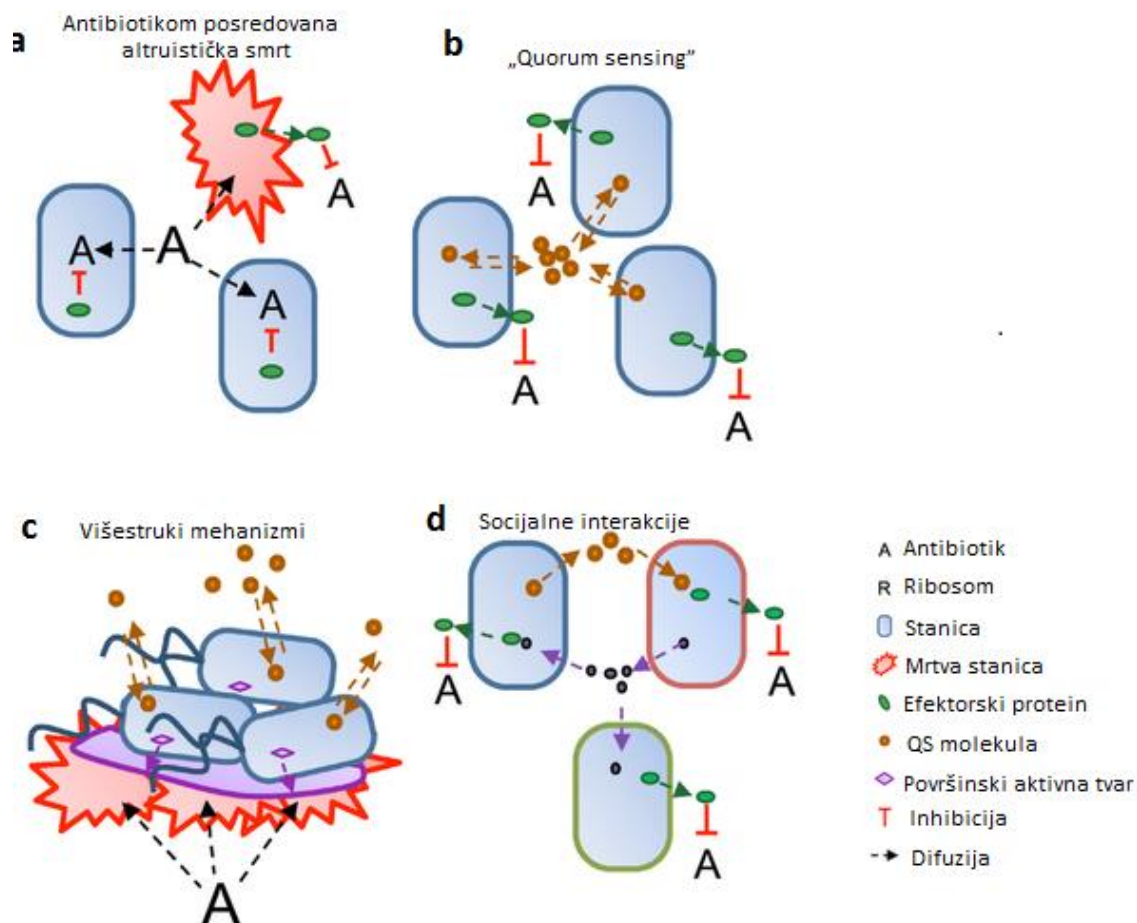 a
Antibiotikom posredovana
altruistička smrt
A
A
A
A
b
„Quorum sensing”
A
A
A
c
Višestruki mehanizmi
A
d
Socijalne interakcije
A
A
A
A Antibiotik
R Ribosom
Stanica
Mrtva stanica
Efektorski protein
QS molekula
Površinski aktivna tvar
Inhibicija
Difuzija